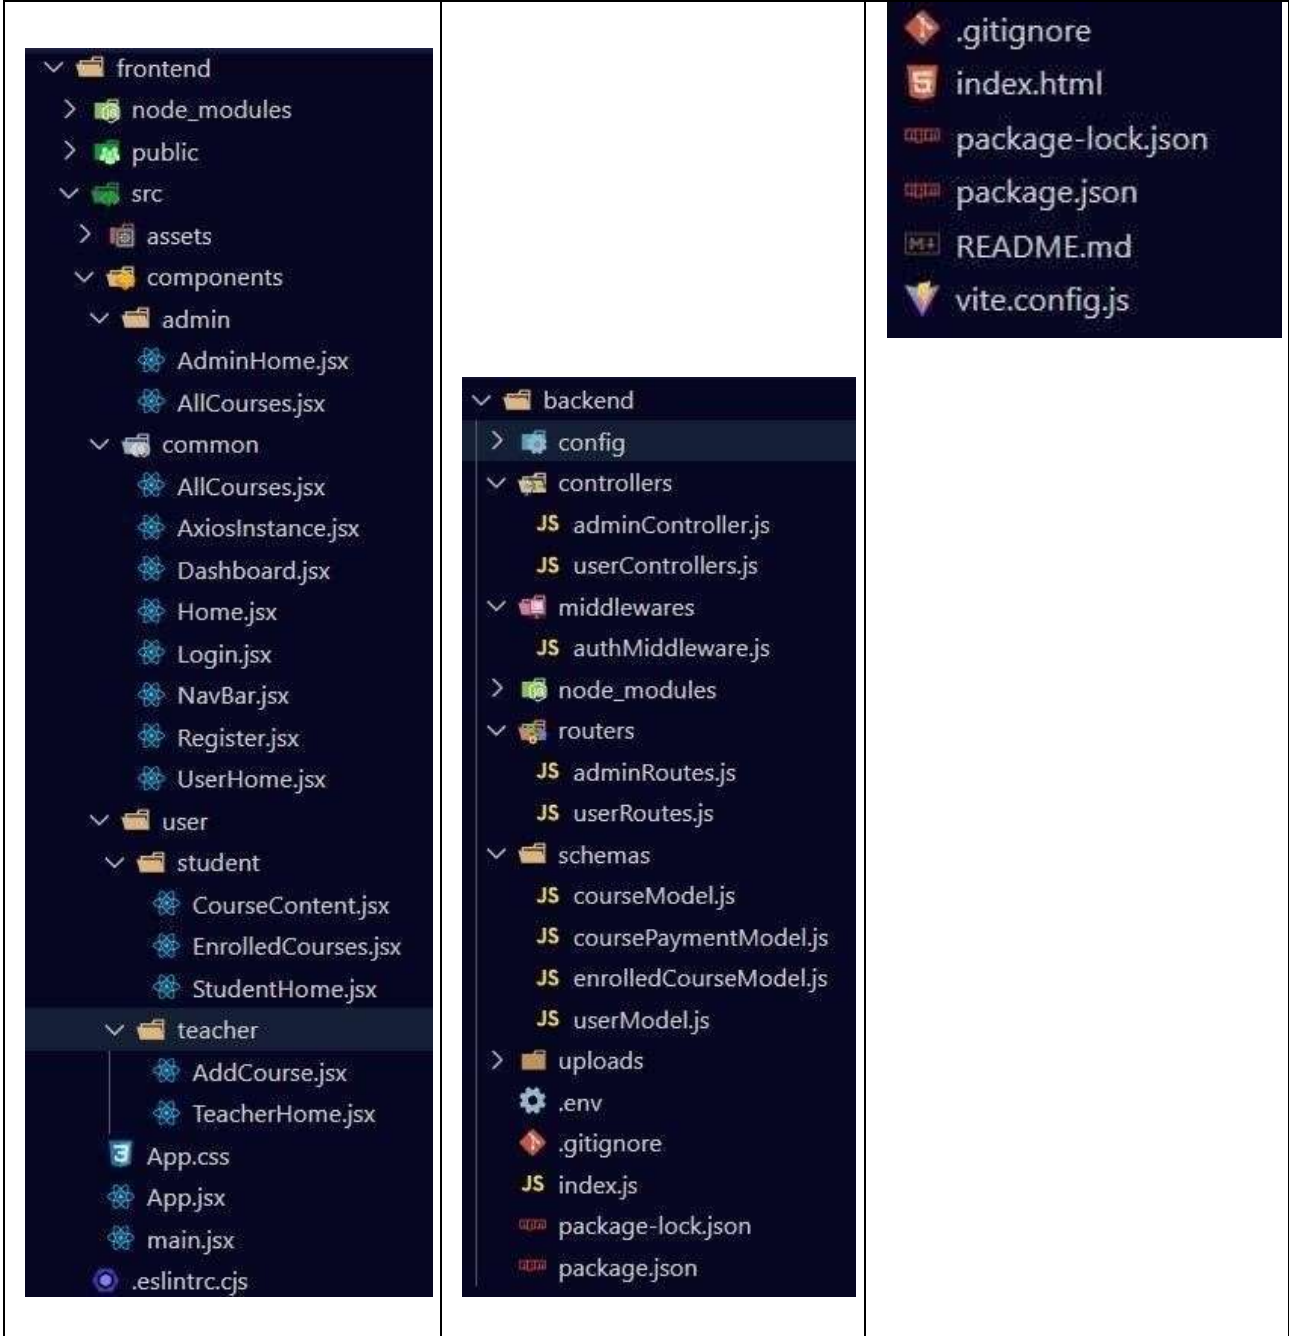 frontend
node_modules
public
src
assets
components
admin
AdminHome.jsx
AllCourses.jsx
common
AllCourses.jsx
AxiosInstance.jsx
Dashboard.jsx
Home.jsx
Login.jsx
NavBar.jsx
Register.jsx
UserHome.jsx
user
student
CourseContent.jsx
EnrolledCourses.jsx
StudentHome.jsx
teacher
AddCourse.jsx
TeacherHome.jsx
App.css
App.jsx
main.jsx
.eslintrc.cjs
backend
config
controllers
JS adminController.js
JS userControllers.js
middlewares
JS authMiddleware.js
node_modules
routers
JS adminRoutes.js
JS userRoutes.js
schemas
JS courseModel.js
JS coursePaymentModel.js
JS enrolledCourseModel.js
JS userModel.js
uploads
.env
.gitignore
JS index.js
package-lock.json
package.json
.gitignore
index.html
package-lock.json
package.json
README.md
vite.config.js